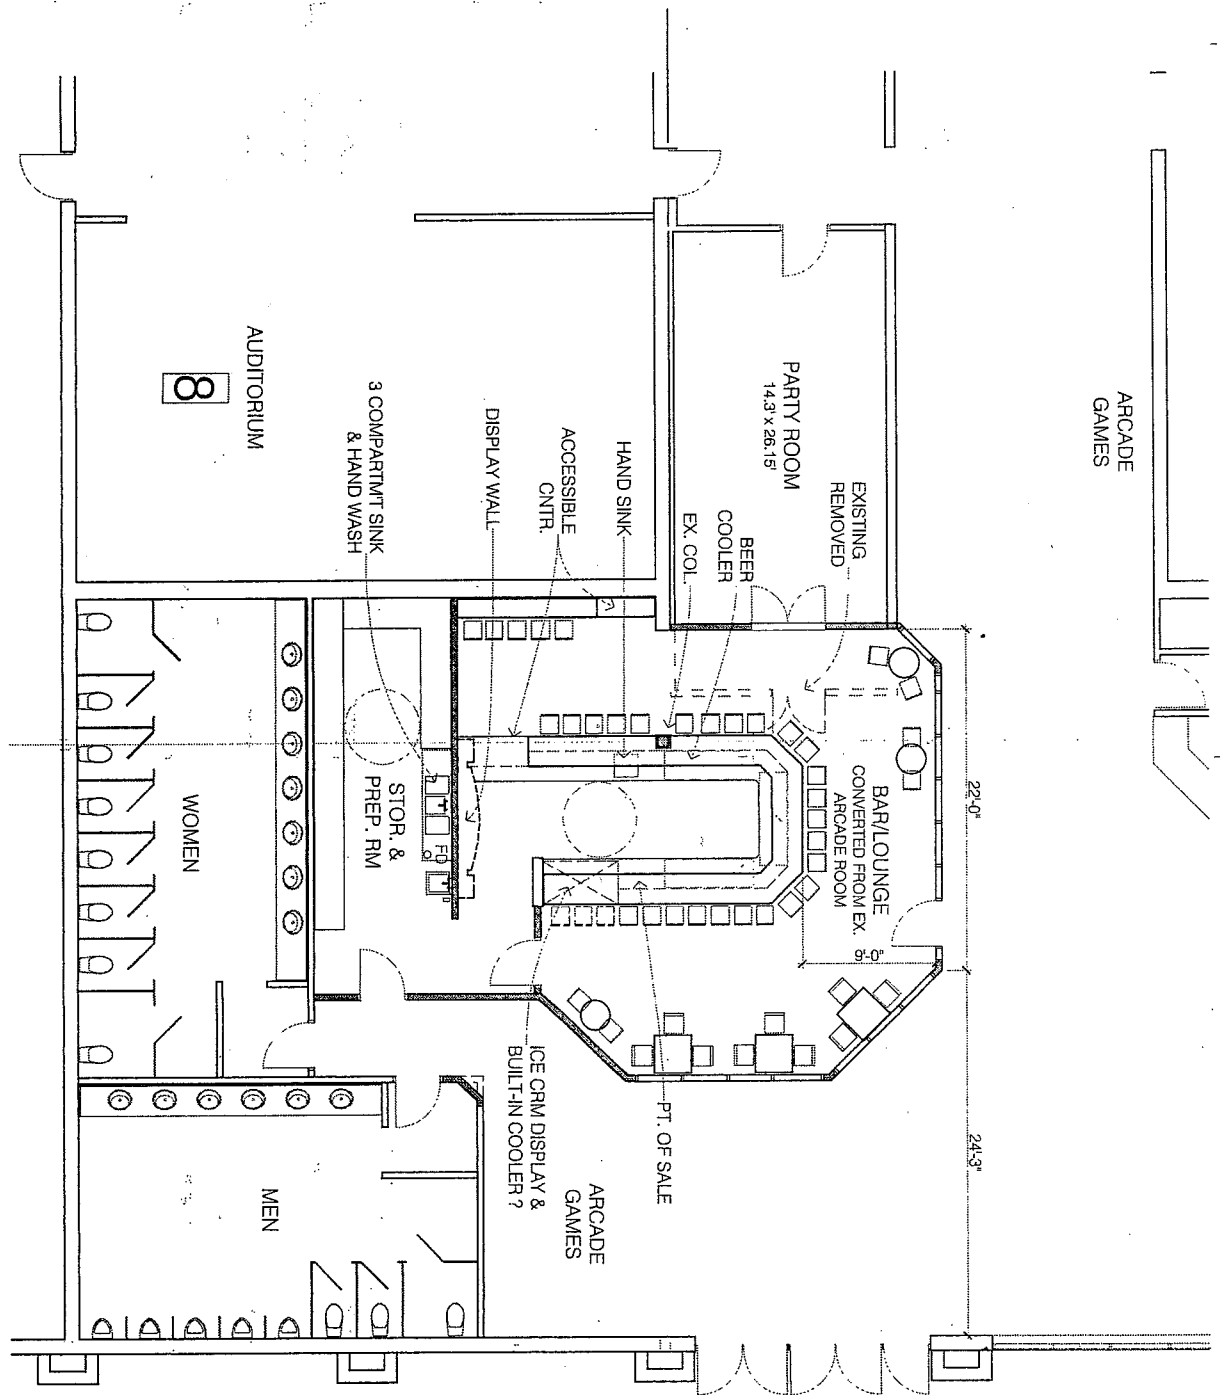 ARCADE
GAMES
22'-0"
24'-3"
9'-0"
PARTY ROOM
14.3' x 26.15'
EXISTING
REMOVED
BAR/LOUNGE
CONVERTED FROM EX.
ARCADE ROOM
BEER
COOLER
EX. COL.
HAND SINK
ACCESSIBLE
CNTR.
DISPLAY WALL
3 COMPARTM'T SINK
& HAND WASH
AUDITORIUM
8
STOR. &
PREP. RM
WOMEN
PT. OF SALE
ICE CRM DISPLAY &
BUILT-IN COOLER ?
ARCADE
GAMES
MEN